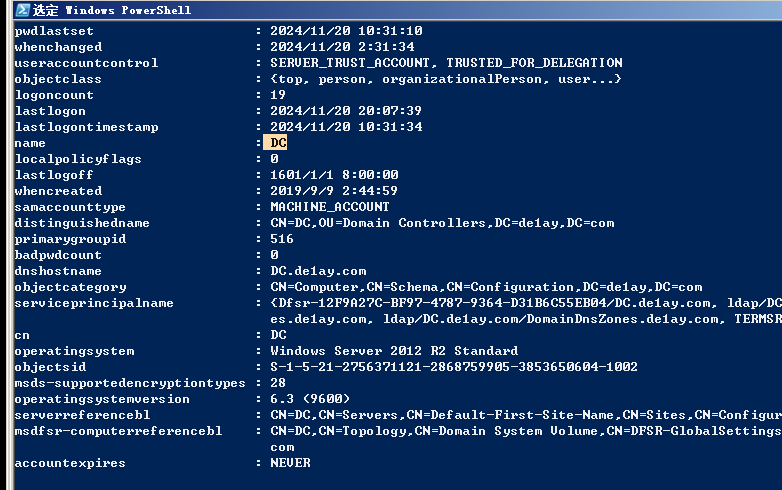 选定 Windows PowerShell
pwdlastset : 2024/11/20 10:31:10
whenchanged : 2024/11/20 2:31:34
useraccountcontrol : SERVER_TRUST_ACCOUNT, TRUSTED_FOR_DELEGATION
objectclass : {top, person, organizationalPerson, user...}
logoncount : 19
lastlogon : 2024/11/20 20:07:39
lastlogontimestamp : 2024/11/20 10:31:34
name : DC
localpolicyflags : 0
lastlogoff : 1601/1/1 8:00:00
whencreated : 2019/9/9 2:44:59
samaccounttype : MACHINE_ACCOUNT
distinguishedname : CN=DC,OU=Domain Controllers,DC=de1ay,DC=com
primarygroupid : 516
badpwdcount : 0
dnshostname : DC.de1ay.com
objectcategory : CN=Computer,CN=Schema,CN=Configuration,DC=de1ay,DC=com
serviceprincipalname : {Dfsr-12F9A27C-BF97-4787-9364-D31B6C55EB04/DC.de1ay.com, ldap/DC
es.de1ay.com, ldap/DC.de1ay.com/DomainDnsZones.de1ay.com, TERMSR
cn : DC
operatingsystem : Windows Server 2012 R2 Standard
objectsid : S-1-5-21-2756371121-2868759905-3853650604-1002
msds-supportedencryptiontypes : 28
operatingsystemversion : 6.3 (9600)
serverreferencebl : CN=DC,CN=Servers,CN=Default-First-Site-Name,CN=Sites,CN=Configur
msdfsr-computerreferencebl : CN=DC,CN=Topology,CN=Domain System Volume,CN=DFSR-GlobalSettings
com
accountexpires : NEVER